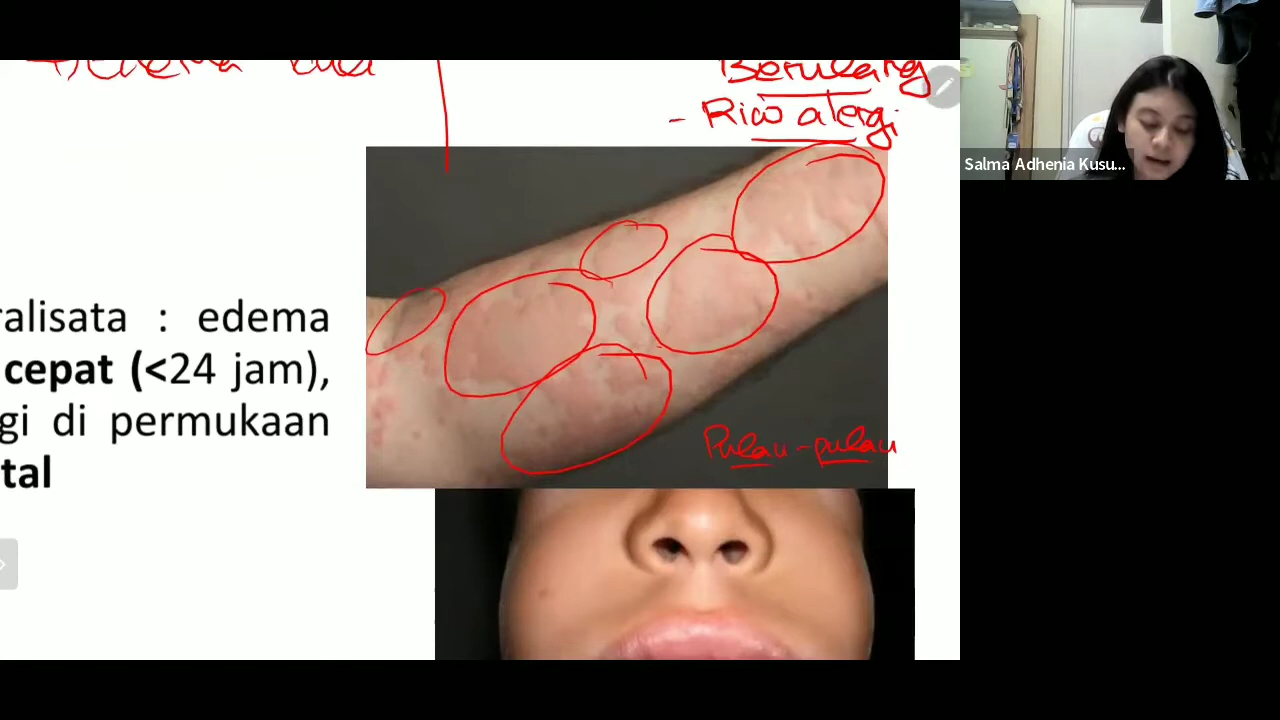 Berulang
- Riw alergi
Salma Adhenia Kusu...
ralisata : edema
cepat (<24 jam),
gi di permukaan
tal
Pulau-pulau